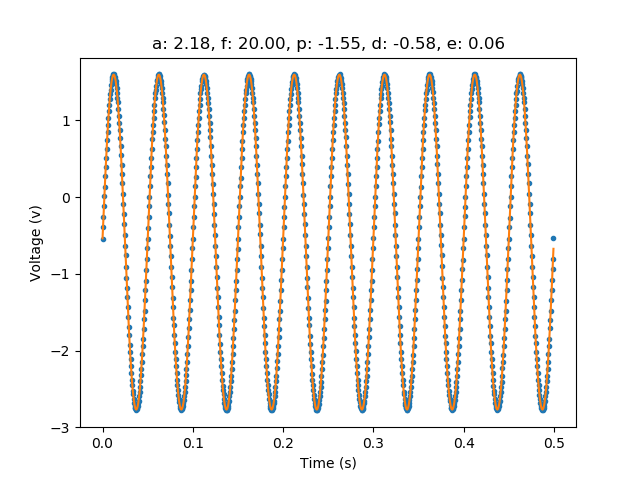 a: 2.18, f: 20.00, p: -1.55, d: -0.58, e: 0.06
1
0
−1
−2
−3
Voltage (v)
0.0 0.1 0.2 0.3 0.4 0.5
Time (s)